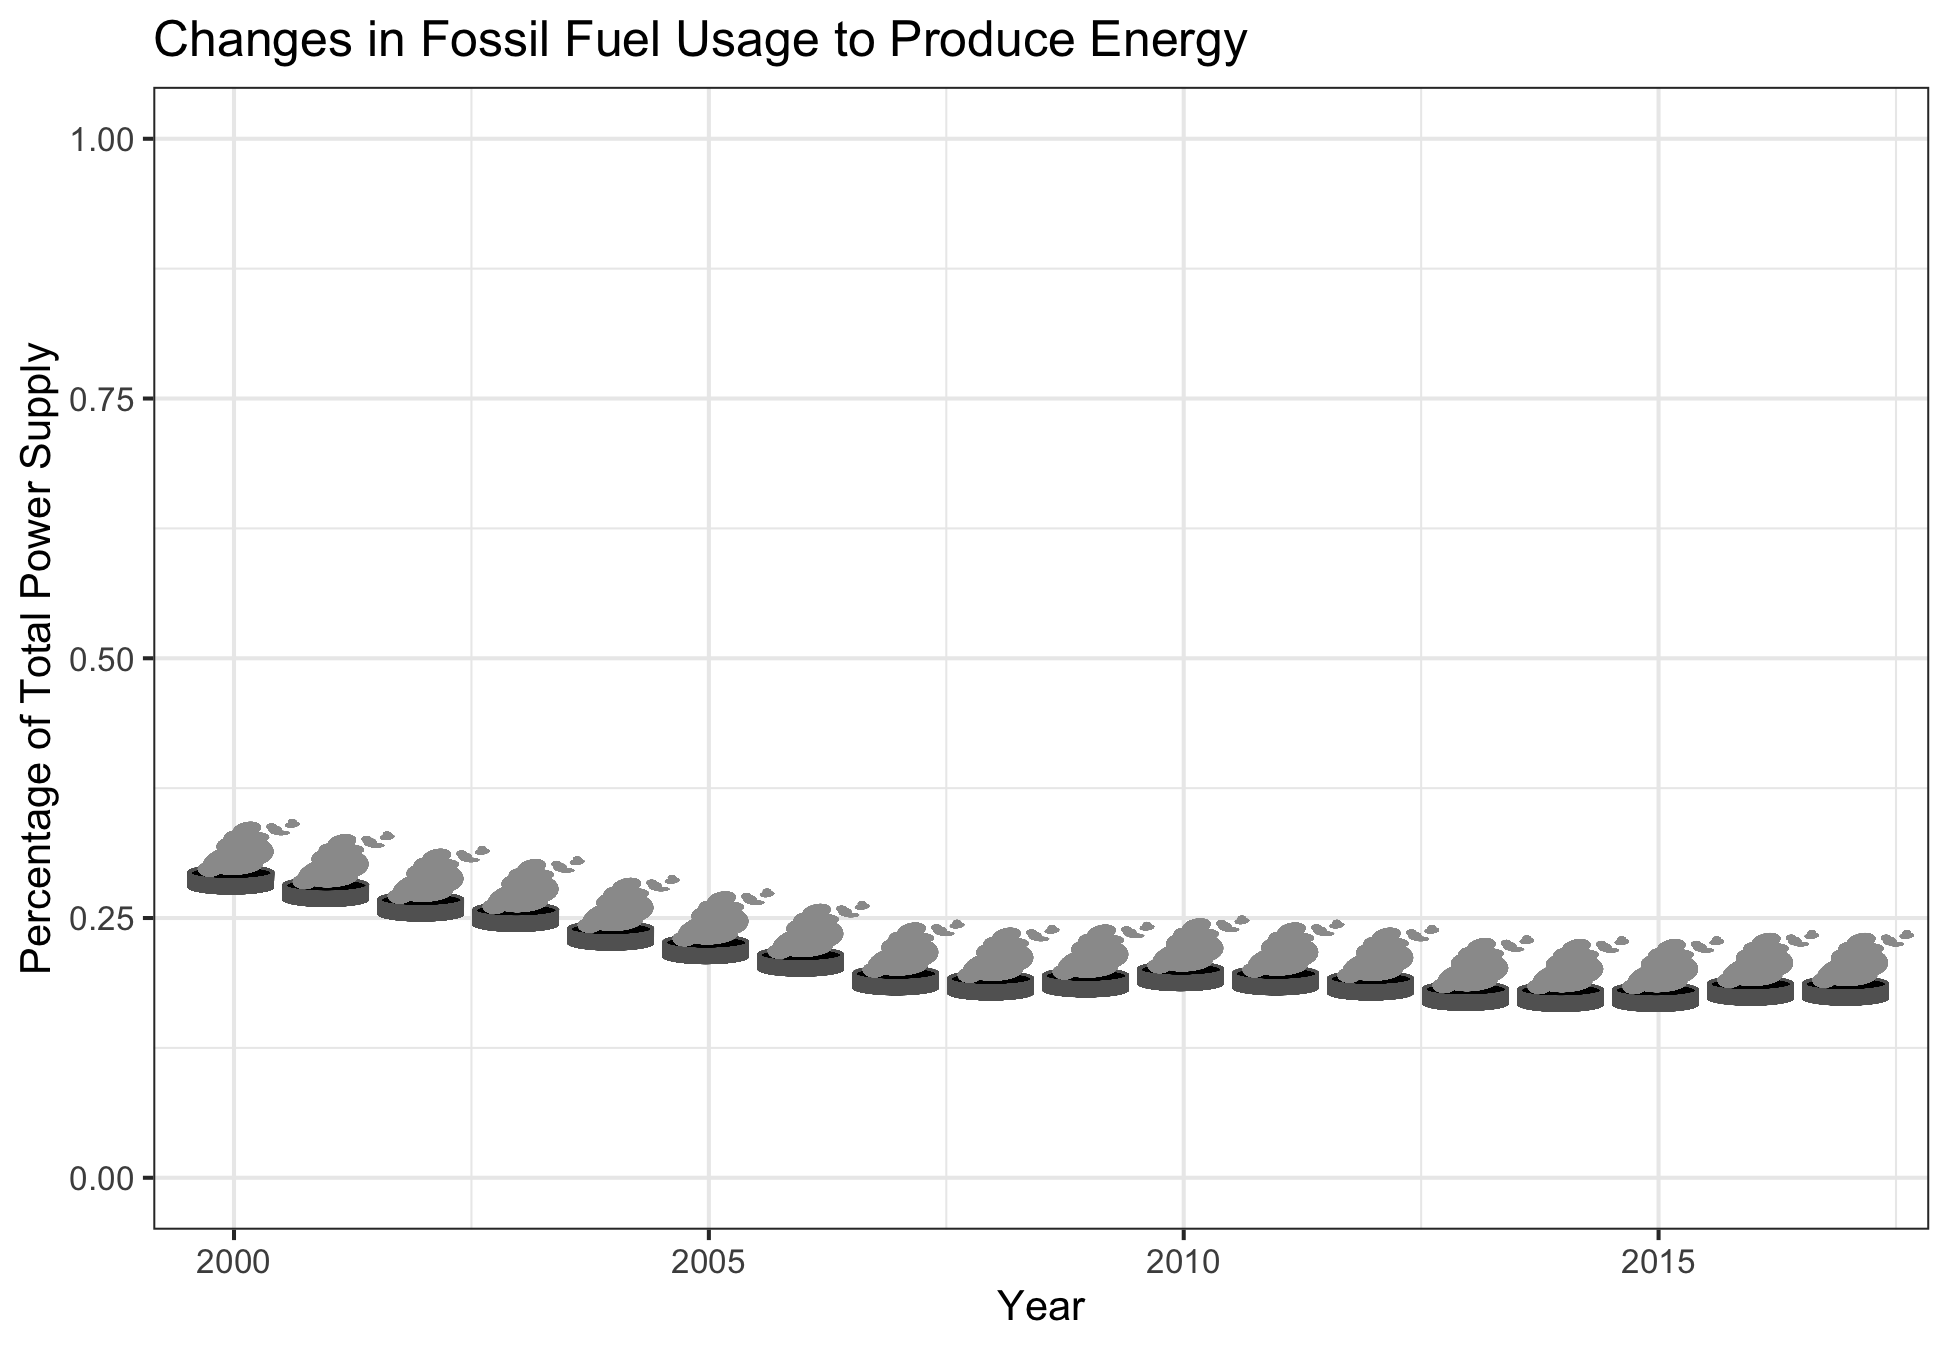 Changes in Fossil Fuel Usage to Produce Energy
Percentage of Total Power Supply
1.00
0.75
0.50
0.25
0.00
2000 2005 2010 2015
Year